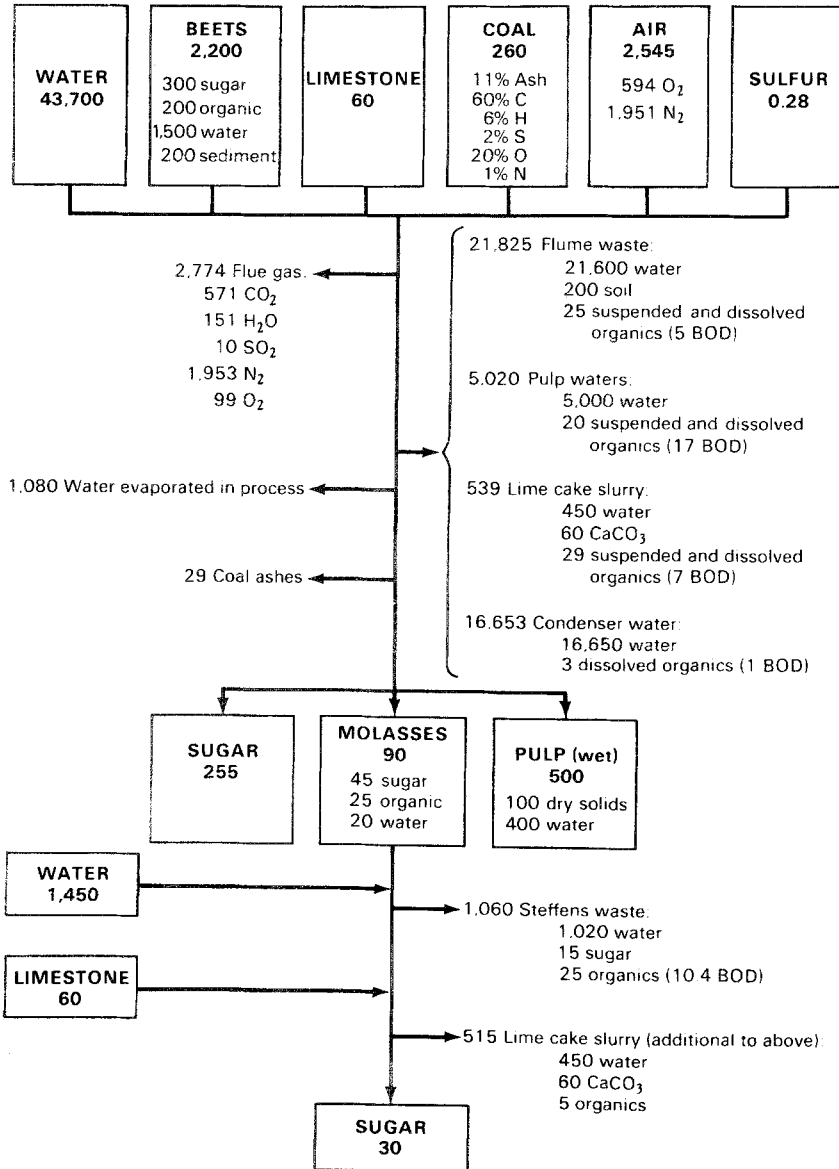 WATER
43,700
BEETS
2,200
300 sugar
200 organic
1,500 water
200 sediment
LIMESTONE
60
COAL
260
11% Ash
60% C
6% H
2% S
20% O
1% N
AIR
2,545
594 O₂
1.951 N₂
SULFUR
0.28
2,774 Flue gas.
571 CO₂
151 H₂O
10 SO₂
1,953 N₂
99 O₂
1,080 Water evaporated in process
29 Coal ashes
21,825 Flume waste:
21,600 water
200 soil
25 suspended and dissolved
organics (5 BOD)
5.020 Pulp waters:
5,000 water
20 suspended and dissolved
organics (17 BOD)
539 Lime cake slurry:
450 water
60 CaCO₃
29 suspended and dissolved
organics (7 BOD)
16.653 Condenser water:
16,650 water
3 dissolved organics (1 BOD)
SUGAR
255
MOLASSES
90
45 sugar
25 organic
20 water
PULP (wet)
500
100 dry solids
400 water
WATER
1,450
1,060 Steffens waste:
1.020 water
15 sugar
25 organics (10.4 BOD)
LIMESTONE
60
515 Lime cake slurry (additional to above):
450 water
60 CaCO₃
5 organics
SUGAR
30